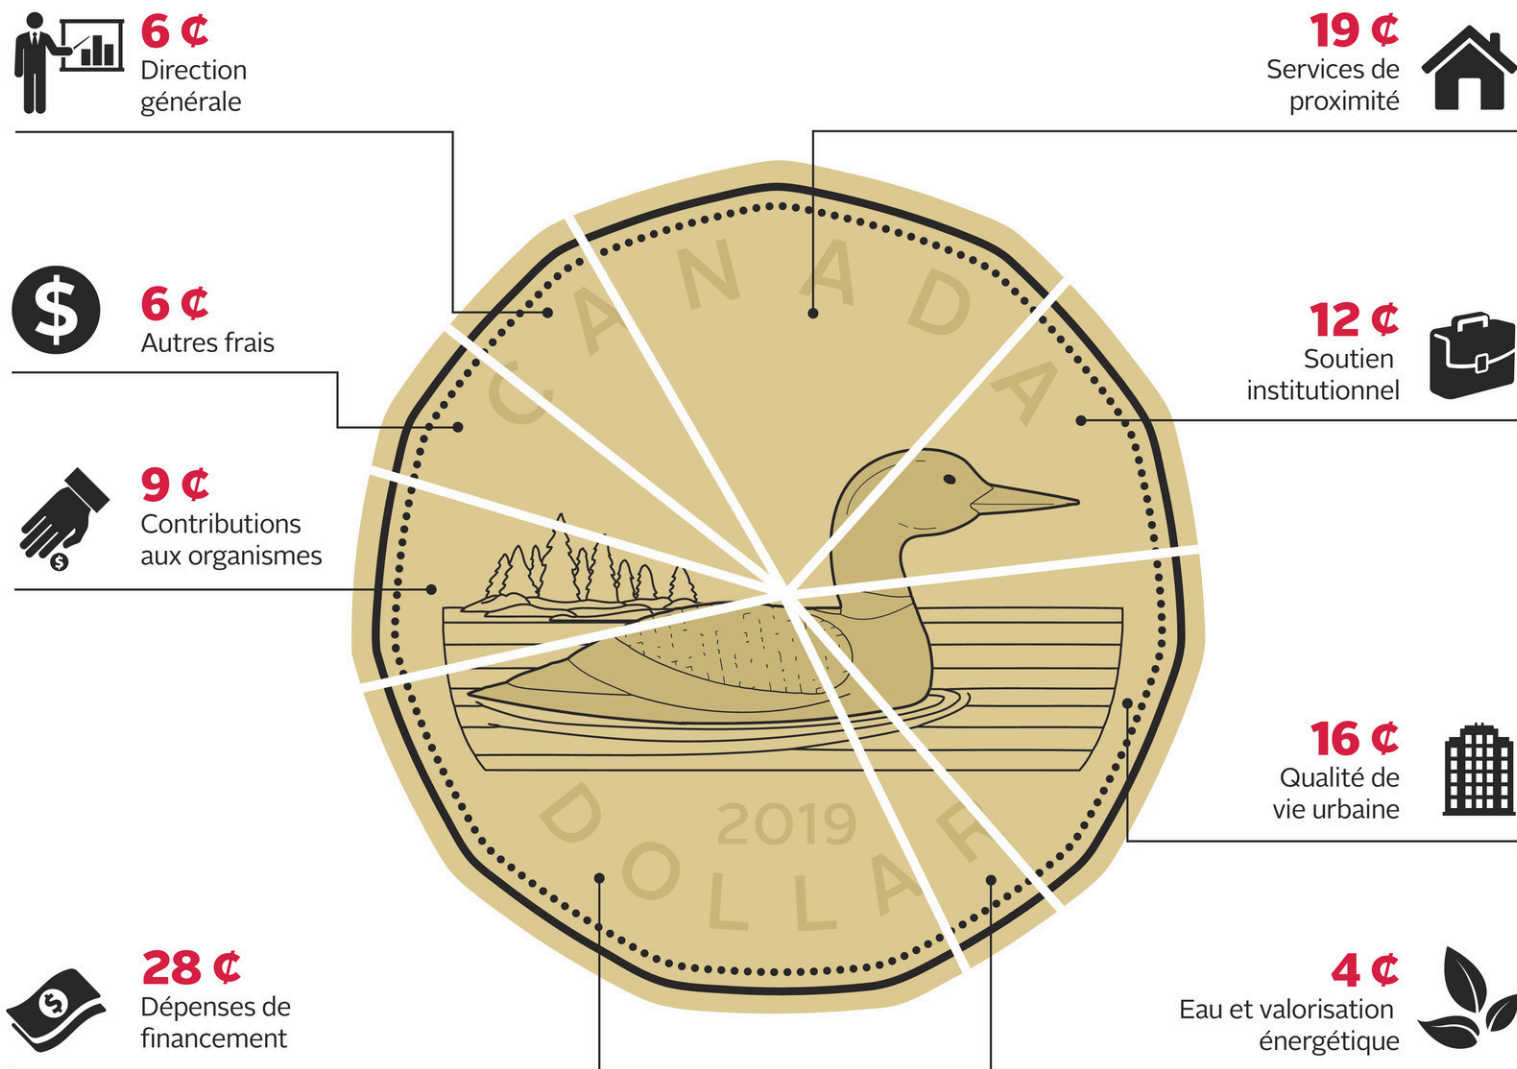 6 ¢
Direction
générale
19 ¢
Services de
proximité
6 ¢
Autres frais
12 ¢
Soutien
institutionnel
9 ¢
Contributions
aux organismes
16 ¢
Qualité de
vie urbaine
28 ¢
Dépenses de
financement
4 ¢
Eau et valorisation
énergétique
CANADA
2019
DOLLAR
$
$
$